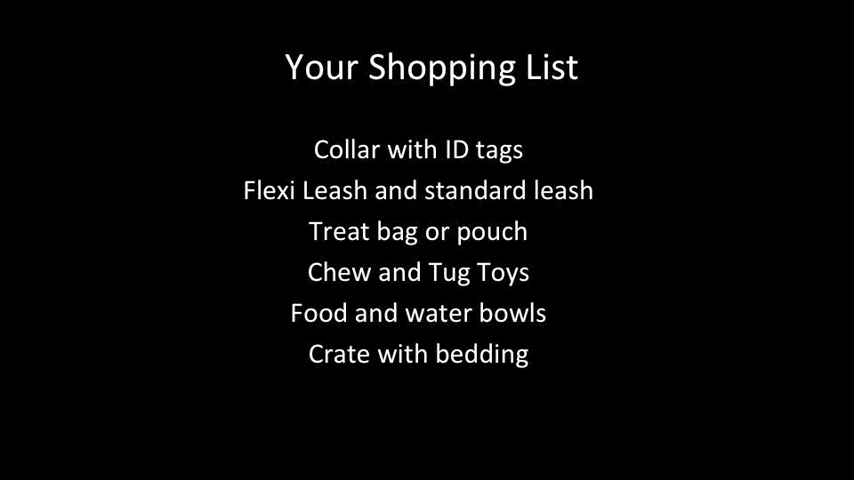 Your Shopping List
Collar with ID tags
Flexi Leash and standard leash
Treat bag or pouch
Chew and Tug Toys
Food and water bowls
Crate with bedding